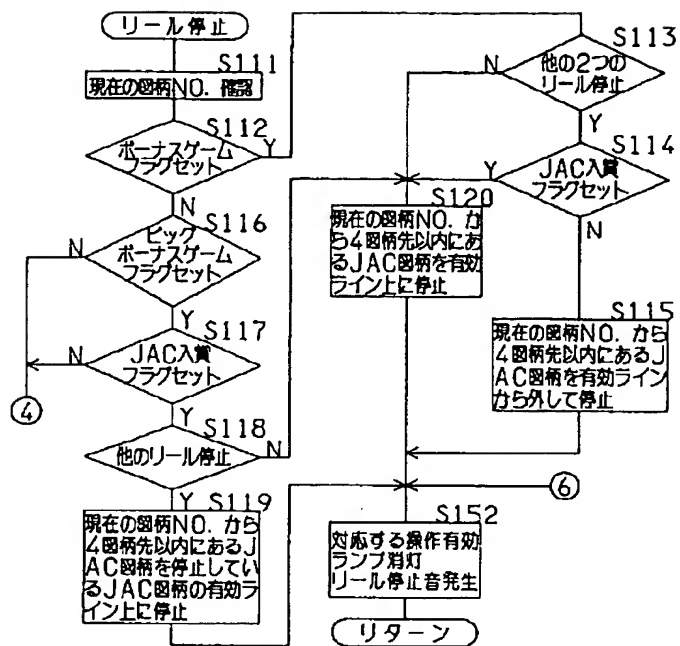 リール停止
S111
現在の図柄NO. 確認
S112
ボーナスゲーム
フラグセット
Y
N
S116
ビッグ
ボーナスゲーム
フラグセット
N
Y
S117
JAC入賞
フラグセット
N
Y
④
S118
他のリール停止
N
Y
S119
現在の図柄NO. から
4図柄先以内にあるJ
AC図柄を停止してい
るJAC図柄の有効ラ
イン上に停止
S113
他の2つの
リール停止
N
Y
S114
JAC入賞
フラグセット
Y
N
S120
現在の図柄NO. か
ら4図柄先以内にあ
るJAC図柄を有効
ライン上に停止
S115
現在の図柄NO. から
4図柄先以内にあるJ
AC図柄を有効ライン
から外して停止
⑥
S152
対応する操作有効
ランプ消灯
リール停止音発生
リターン